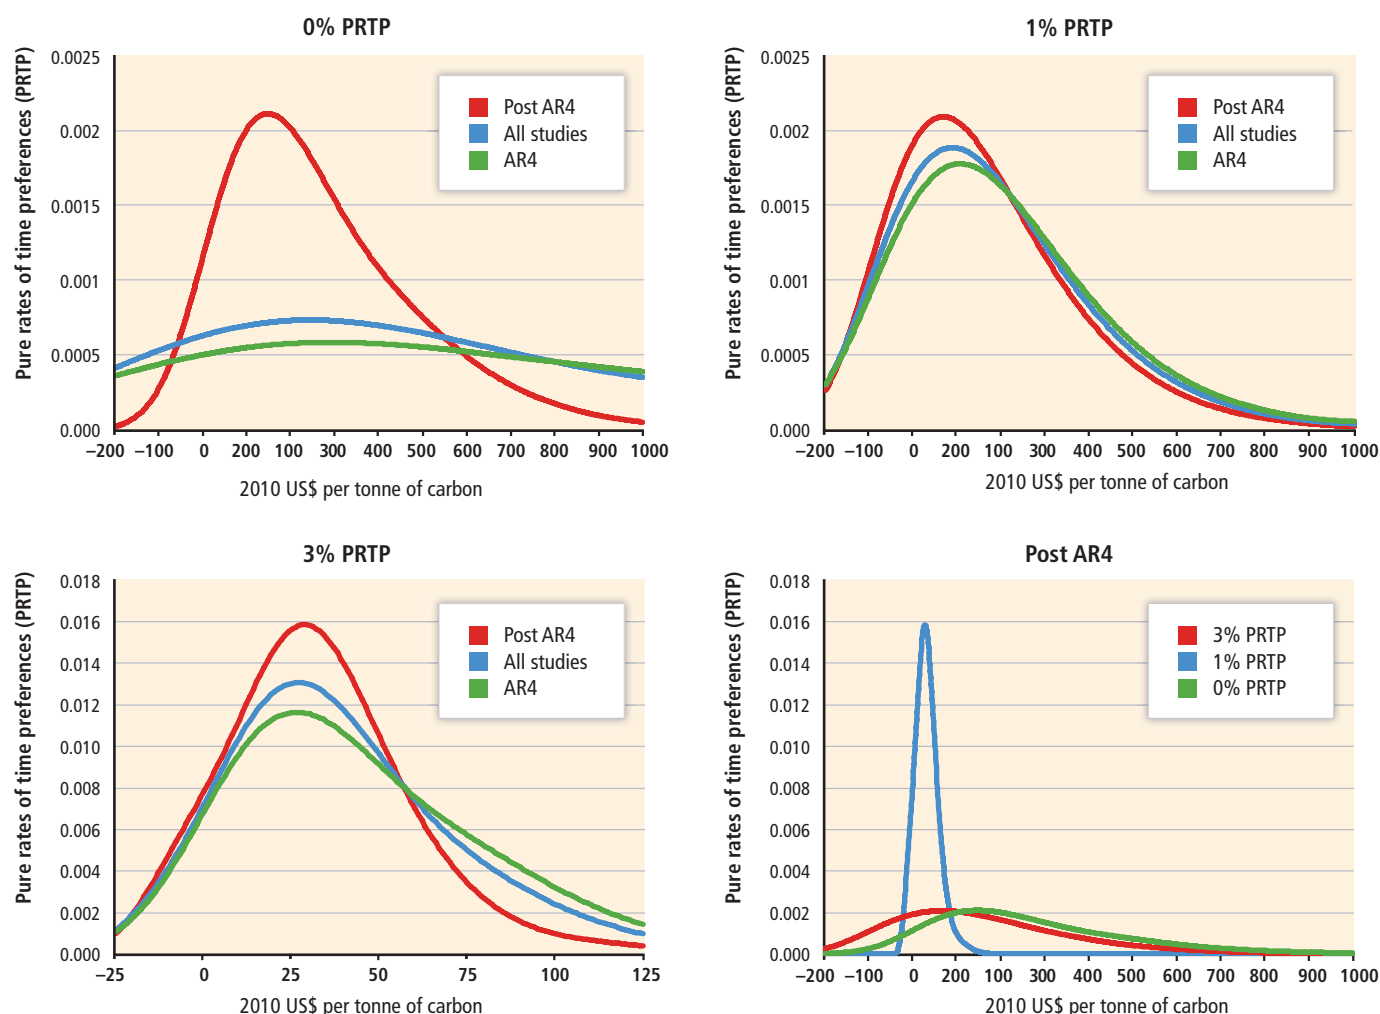 0% PRTP
Pure rates of time preferences (PRTP)
0.0025
0.002
0.0015
0.001
0.0005
0.000
Post AR4
All studies
AR4
–200 –100 0 200 100 300 400 500 600 700 800 900 1000
2010 US$ per tonne of carbon
1% PRTP
Pure rates of time preferences (PRTP)
0.0025
0.002
0.0015
0.001
0.0005
0.000
Post AR4
All studies
AR4
–200 –100 0 200 100 300 400 500 600 700 800 900 1000
2010 US$ per tonne of carbon
3% PRTP
Pure rates of time preferences (PRTP)
0.018
0.016
0.014
0.012
0.010
0.008
0.006
0.004
0.002
0.000
Post AR4
All studies
AR4
–25 0 25 50 75 100 125
2010 US$ per tonne of carbon
Post AR4
Pure rates of time preferences (PRTP)
0.018
0.016
0.014
0.012
0.010
0.008
0.006
0.004
0.002
0.000
3% PRTP
1% PRTP
0% PRTP
–200 –100 0 200 100 300 400 500 600 700 800 900 1000
2010 US$ per tonne of carbon